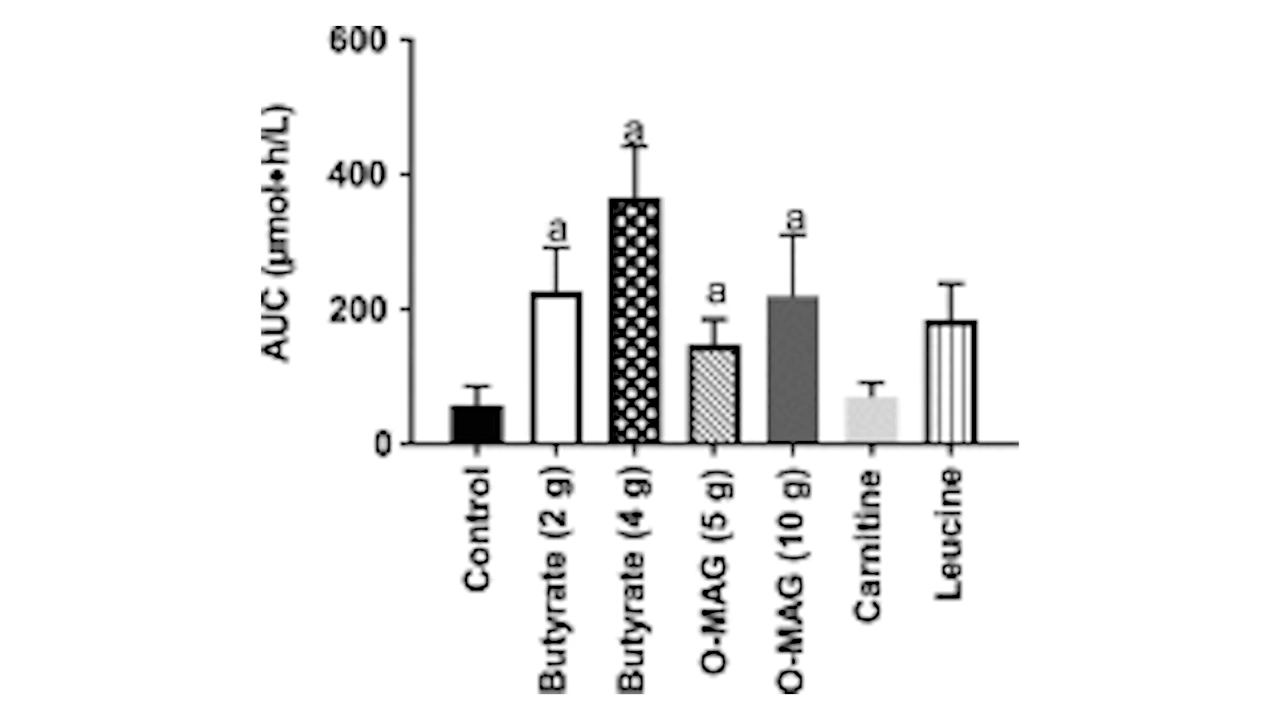 AUC (µmol•h/L)
600
400
200
0
a
a
a
a
Control
Butyrate (2 g)
Butyrate (4 g)
O-MAG (5 g)
O-MAG (10 g)
Carnitine
Leucine